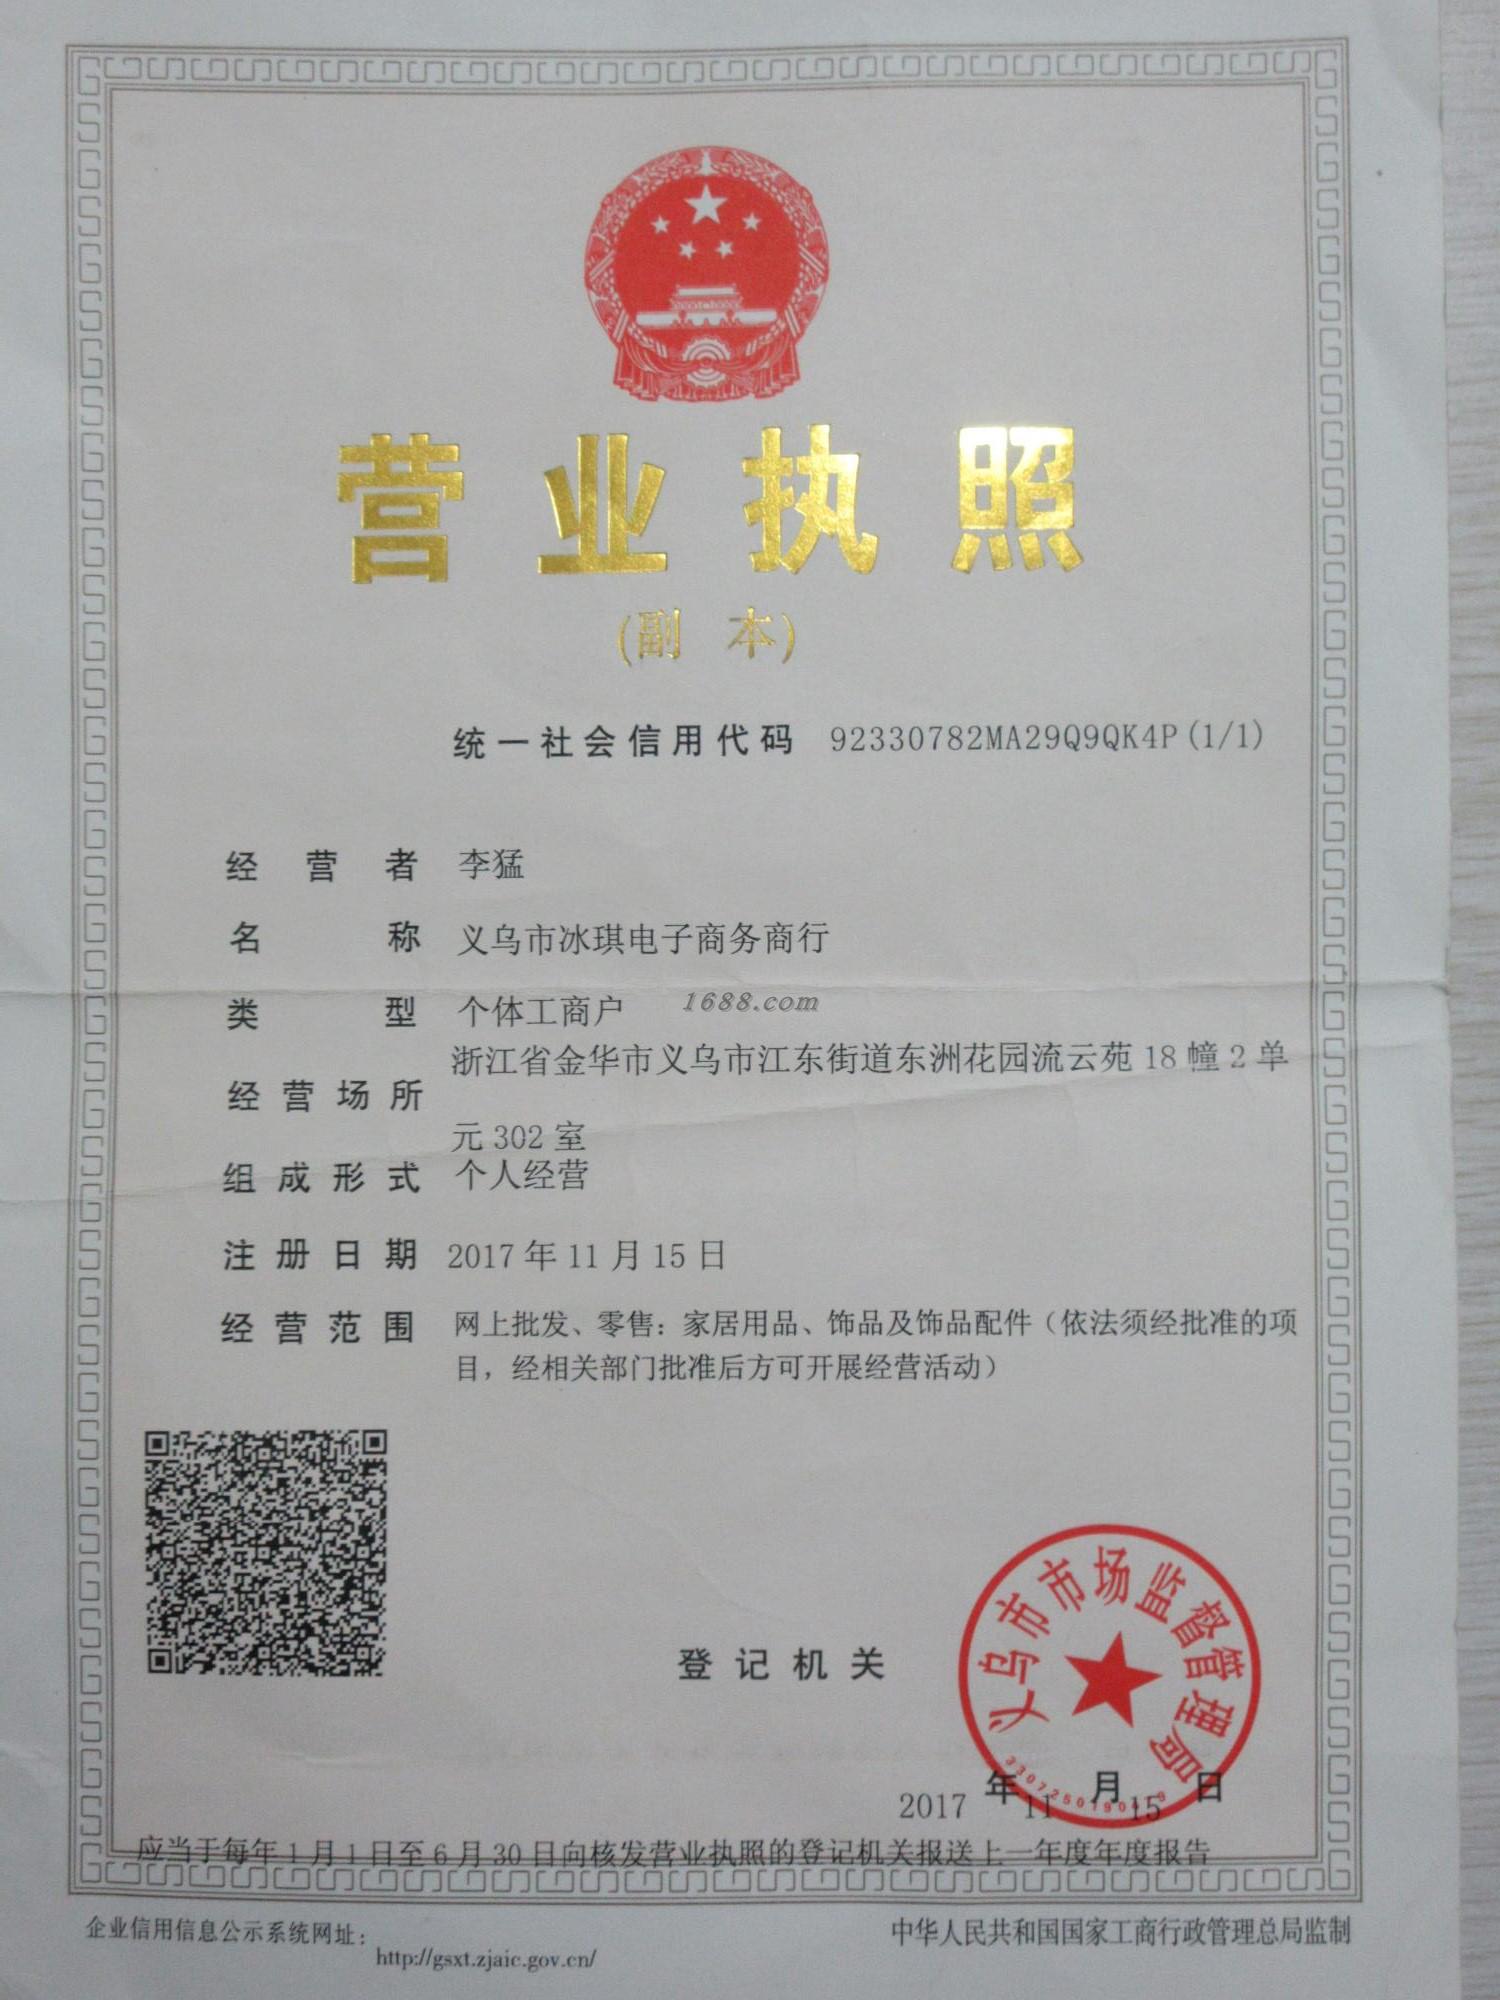 营业执照
(副 本)
统一社会信用代码 92330782MA29Q9QK4P(1/1)
经营者 李猛
名称 义乌市冰琪电子商务商行
类型 个体工商户
1688.com
经营场所 浙江省金华市义乌市江东街道东洲花园流云苑18幢2单
元302室
组成形式 个人经营
注册日期 2017年11月15日
经营范围 网上批发、零售：家居用品、饰品及饰品配件（依法须经批准的项
目，经相关部门批准后方可开展经营活动）
登记机关
义乌市市场监督管理局
2017年11月15日
应当于每年1月1日至6月30日向核发营业执照的登记机关报送上一年度年度报告
企业信用信息公示系统网址：
http://gsxt.zjaic.gov.cn/
中华人民共和国国家工商行政管理总局监制